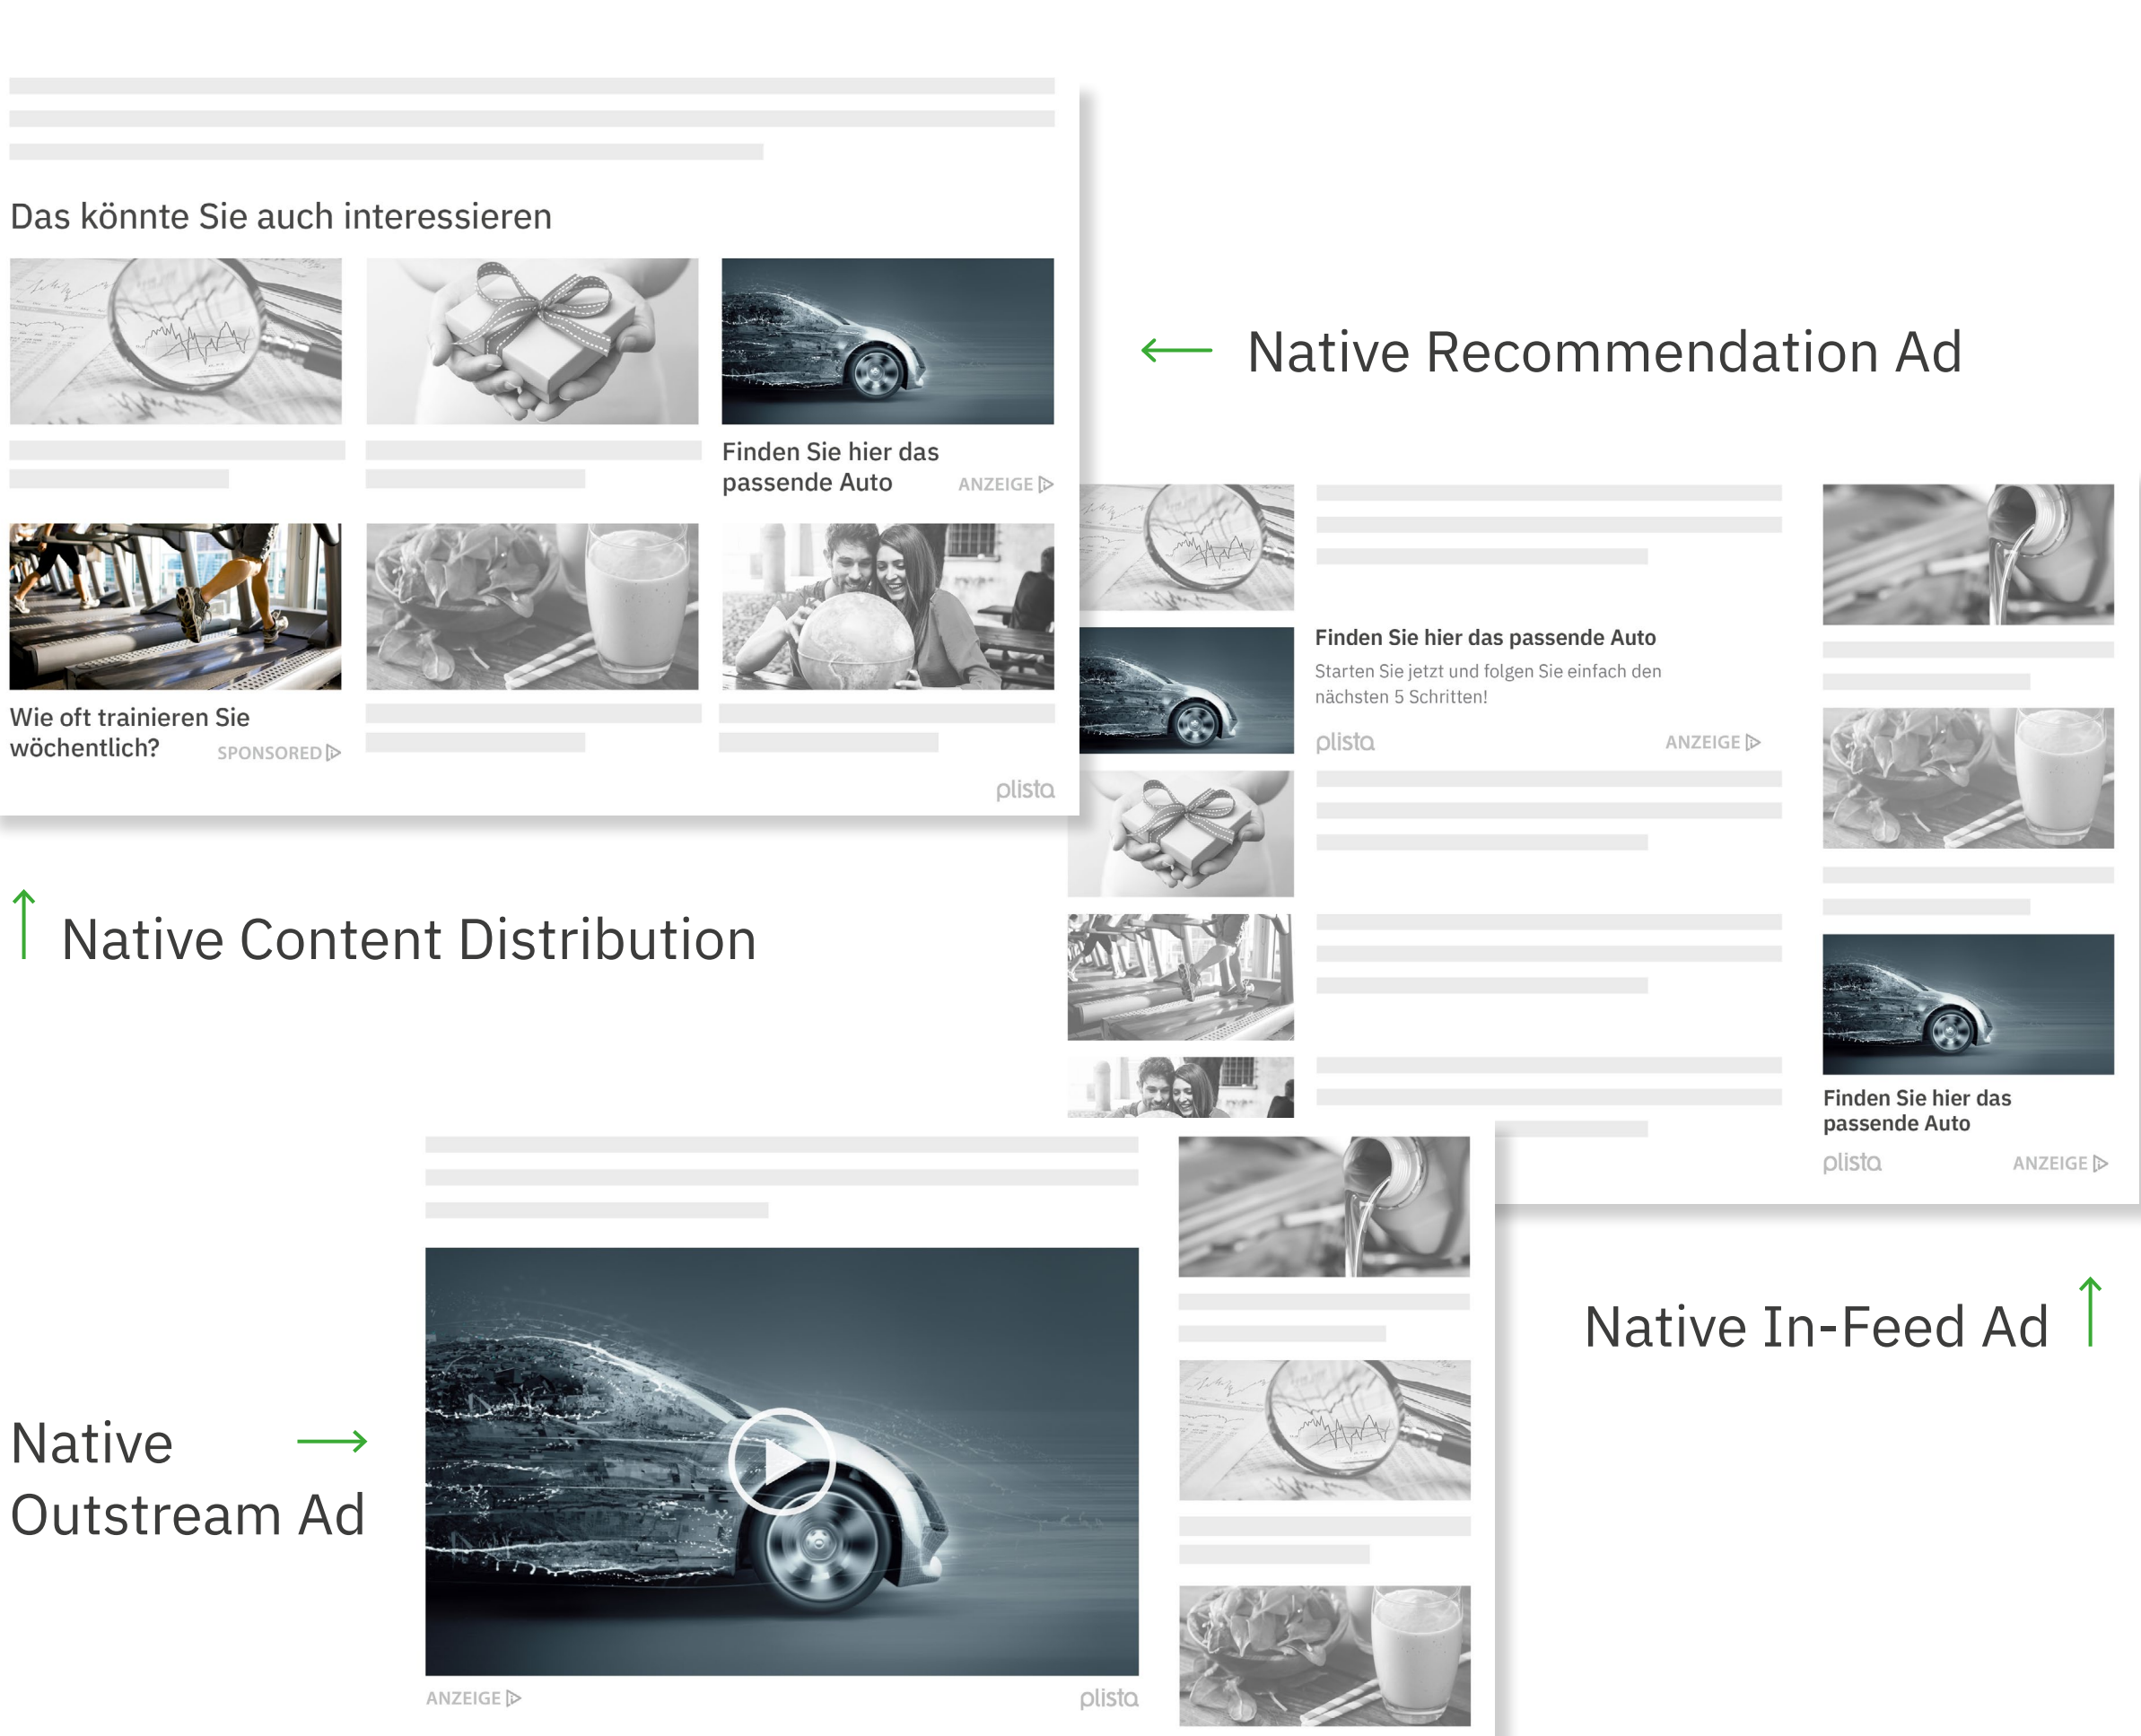 Das könnte Sie auch interessieren
Finden Sie hier das
passende Auto
ANZEIGE
Wie oft trainieren Sie
wöchentlich?
SPONSORED
plista
Native Recommendation Ad
Finden Sie hier das passende Auto
Starten Sie jetzt und folgen Sie einfach den
nächsten 5 Schritten!
plista
ANZEIGE
Finden Sie hier das
passende Auto
plista
ANZEIGE
Native Content Distribution
Native In-Feed Ad
Native
Outstream Ad
ANZEIGE
plista